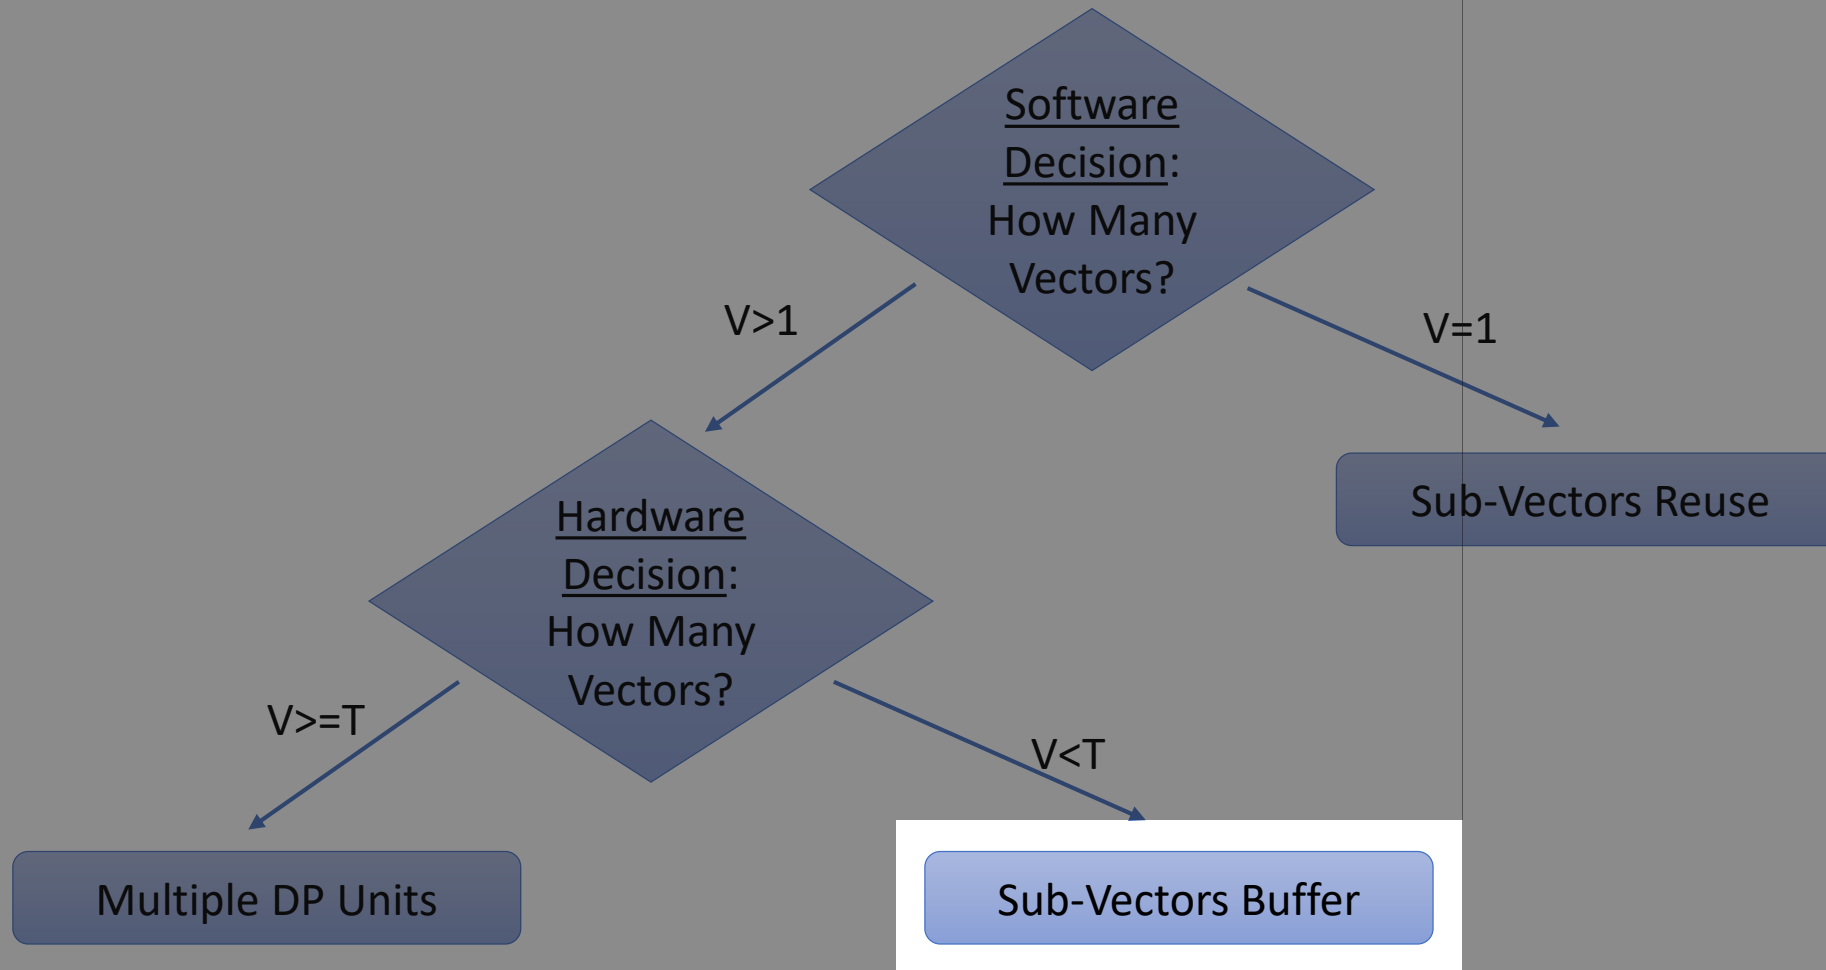 Software
Decision:
How Many
Vectors?
V>1
V=1
Hardware
Decision:
How Many
Vectors?
Sub-Vectors Reuse
V>=T
V<T
Multiple DP Units
Sub-Vectors Buffer